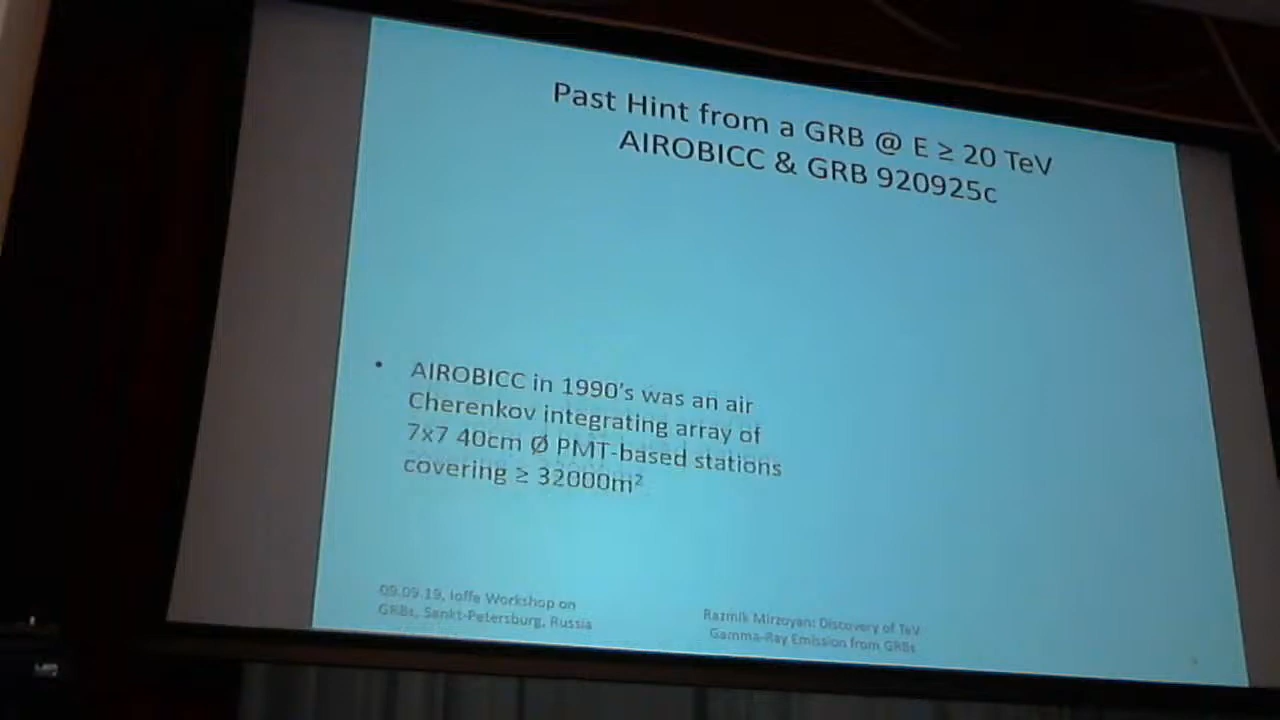 Past Hint from a GRB @ E ≥ 20 TeV
AIROBICC & GRB 920925c
• AIROBICC in 1990's was an air
Cherenkov integrating array of
7x7 40cm Ø PMT-based stations
covering ≥ 32000m²
09.09.19, Ioffe Workshop on
GRBs, Sankt-Petersburg, Russia
Razmik Mirzoyan: Discovery of TeV
Gamma-Ray Emission from GRBs